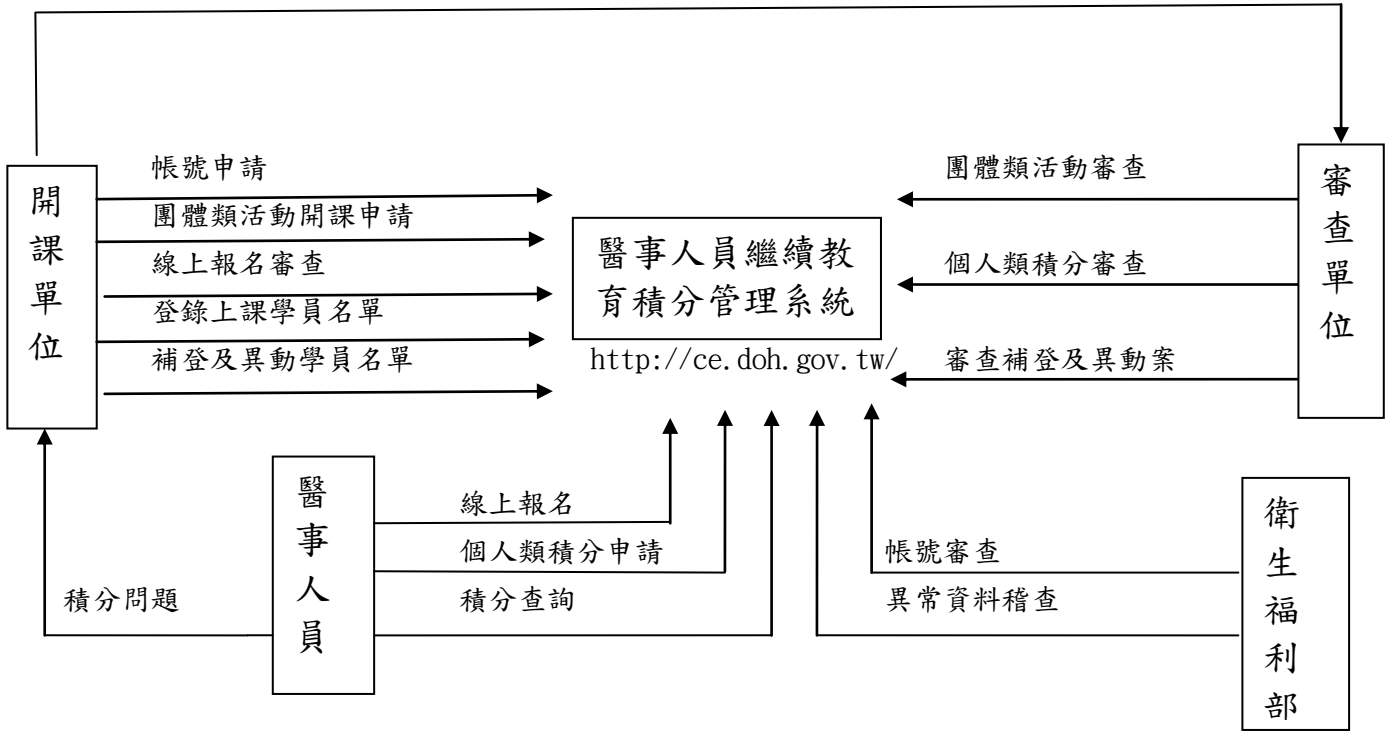 開課單位
帳號申請
團體類活動開課申請
線上報名審查
登錄上課學員名單
補登及異動學員名單
醫事人員繼續教
育積分管理系統
http://ce.doh.gov.tw/
團體類活動審查
個人類積分審查
審查補登及異動案
審查單位
積分問題
醫事人員
線上報名
個人類積分申請
積分查詢
帳號審查
異常資料稽查
衛生福利部